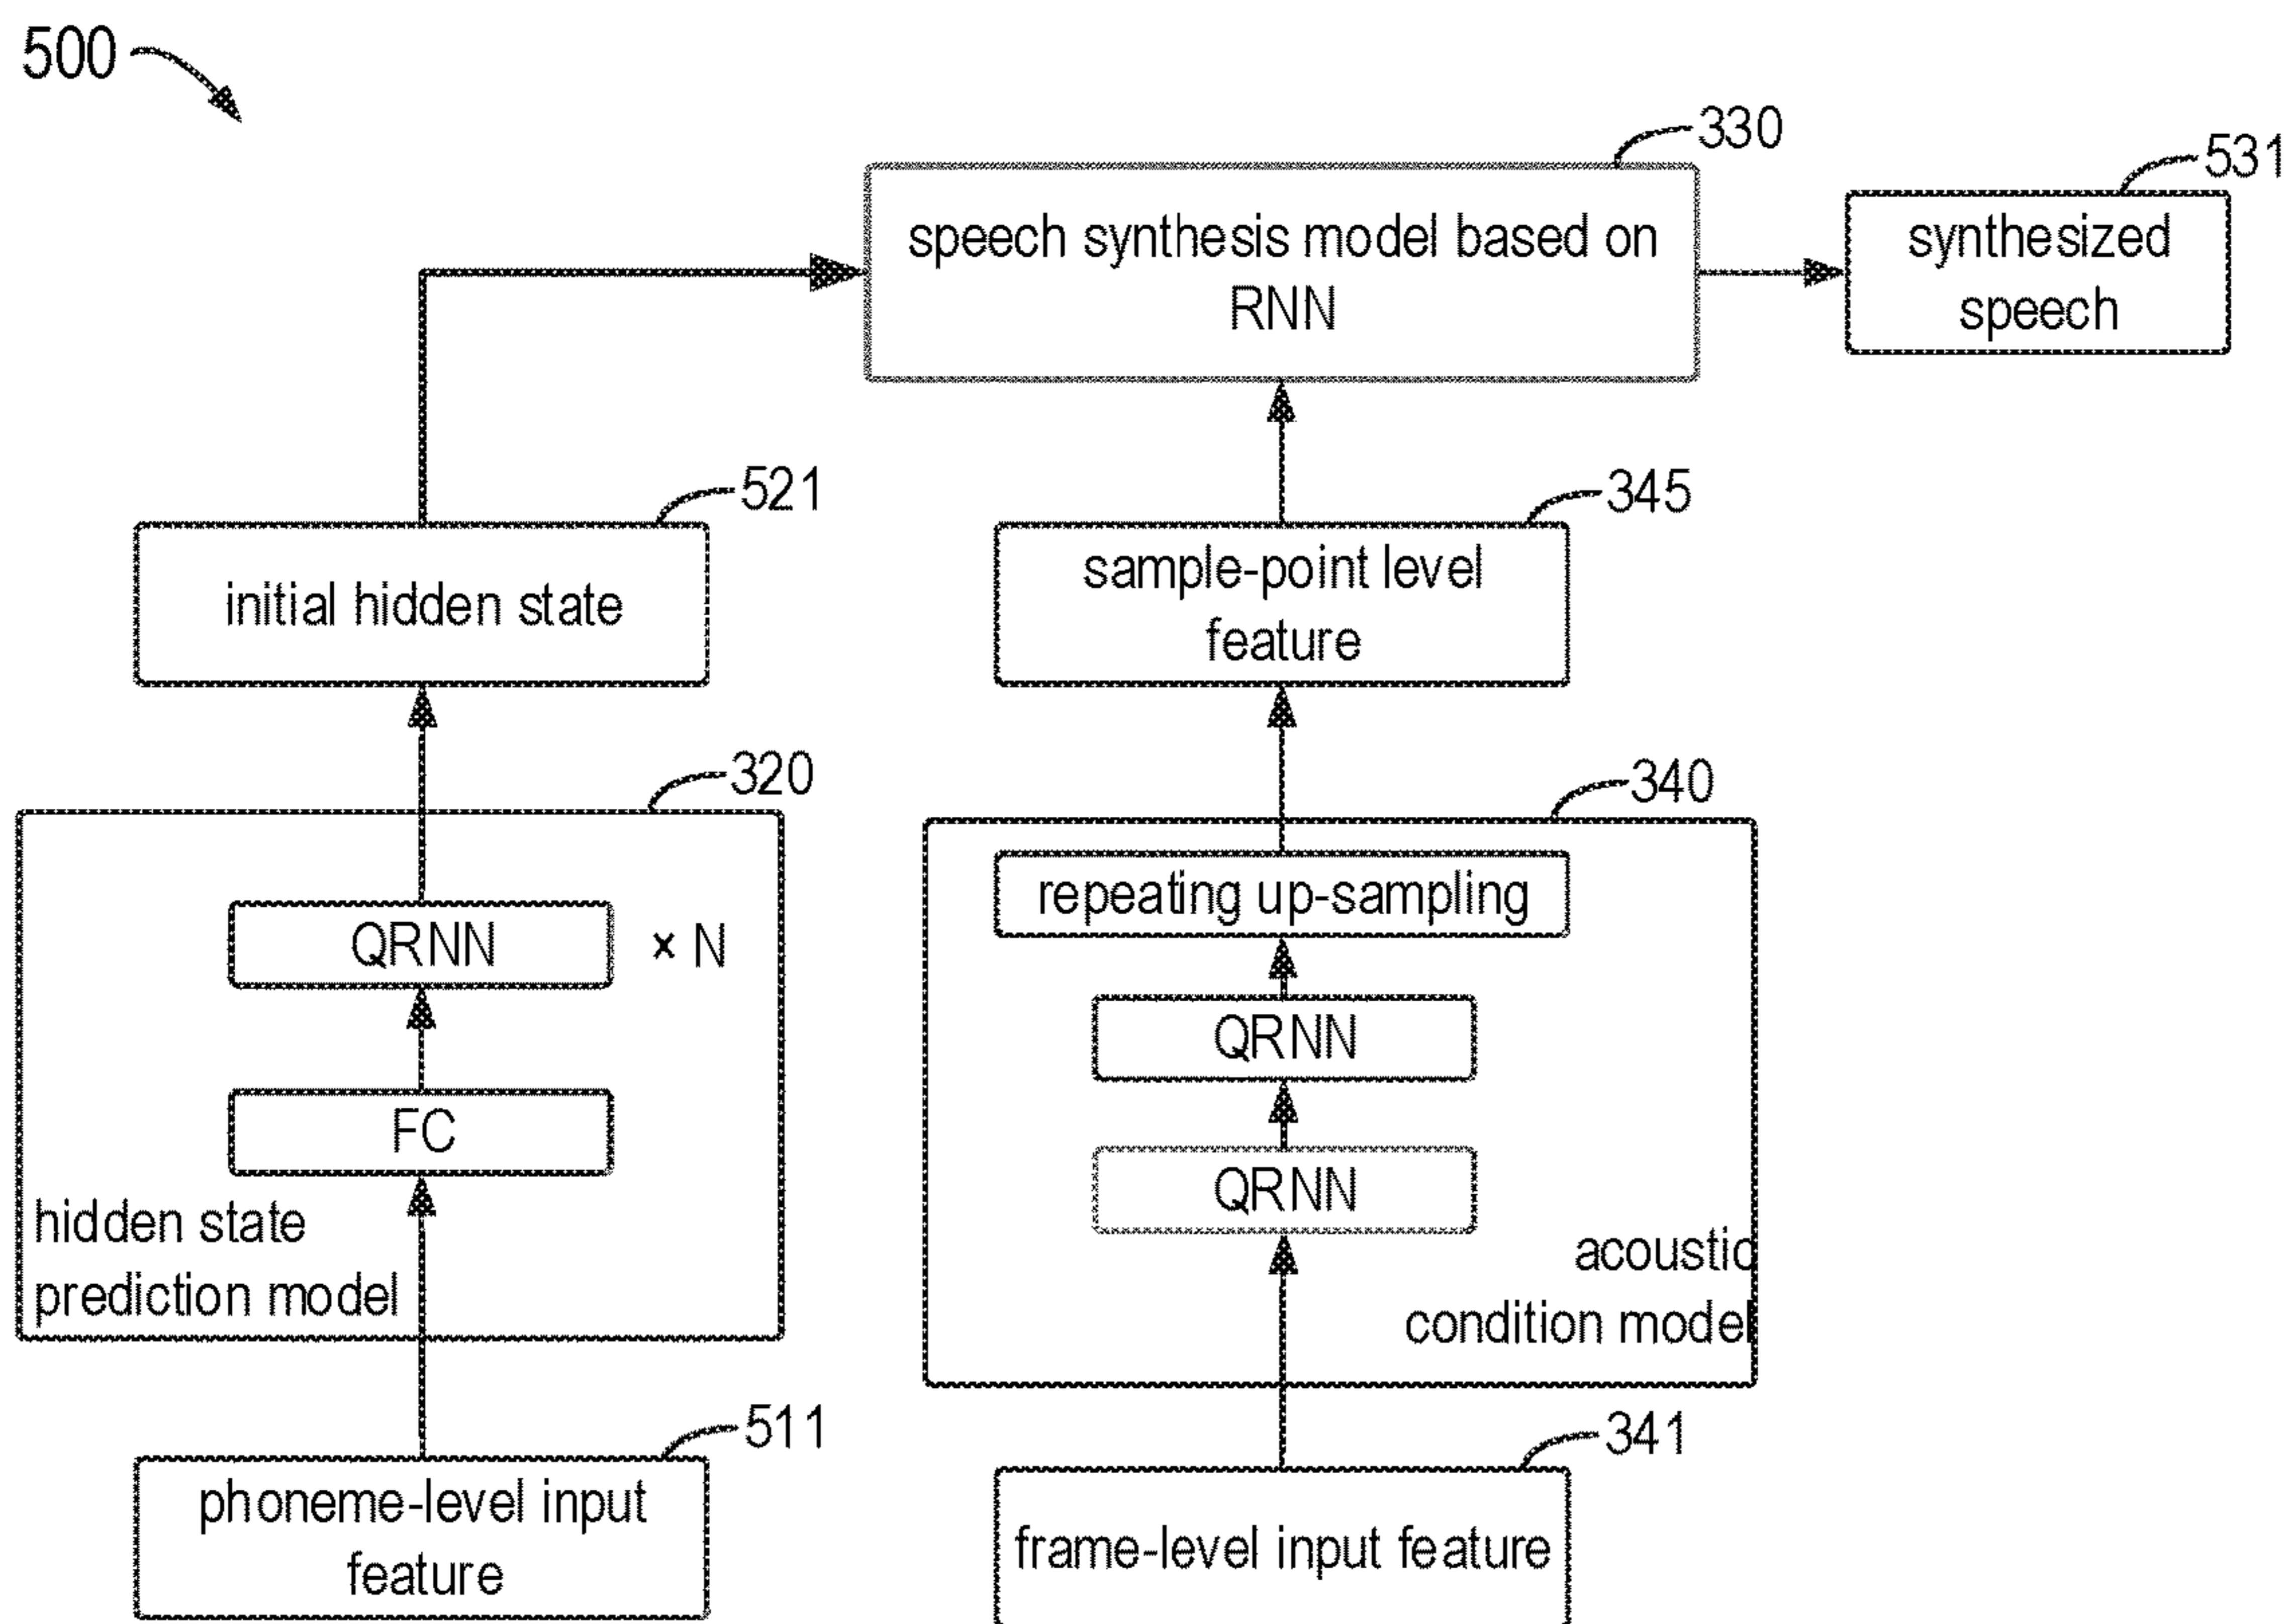 500
330
531
speech synthesis model based on
RNN
synthesized
speech
521
345
initial hidden state
sample-point level
feature
320
340
repeating up-sampling
QRNN
× N
QRNN
FC
QRNN
hidden state
prediction model
acoustic
condition model
511
341
phoneme-level input
feature
frame-level input feature